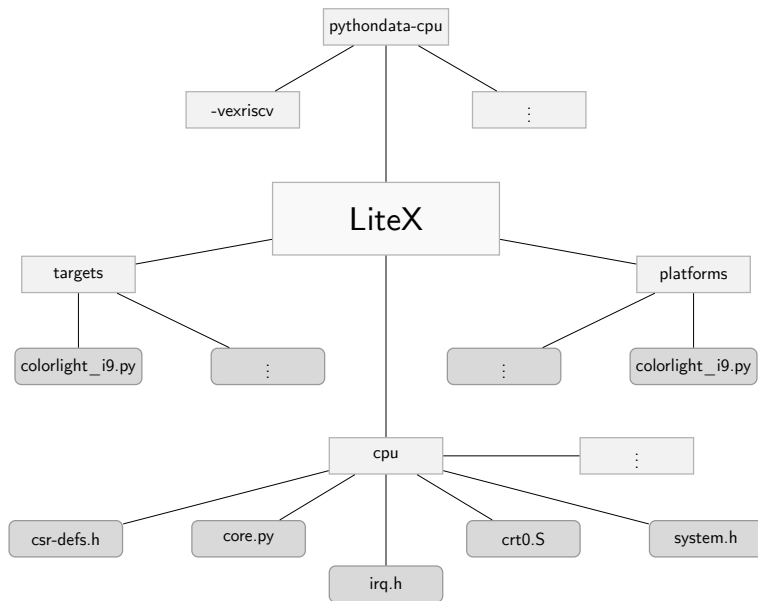 pythondata-cpu
-vexriscv
⋮
LiteX
targets
platforms
colorlight_i9.py
⋮
⋮
colorlight_i9.py
cpu
⋮
csr-defs.h
core.py
crt0.S
system.h
irq.h